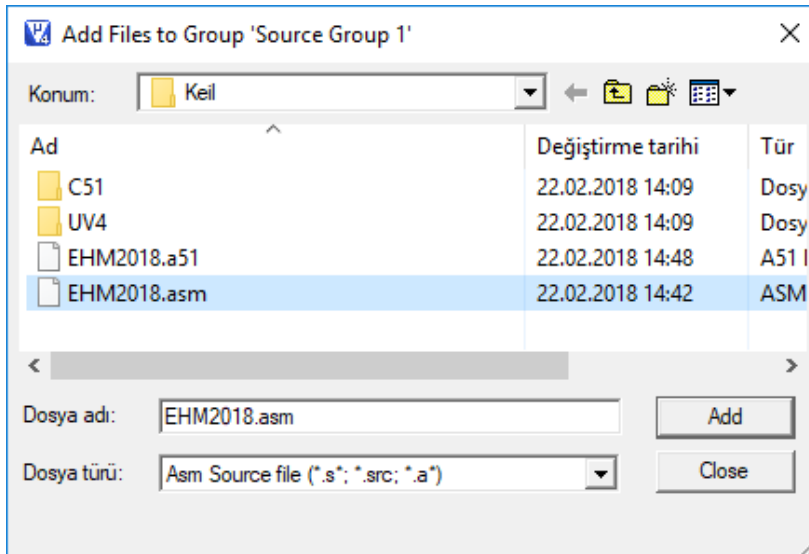 Add Files to Group 'Source Group 1'
Konum: Keil
Ad Değiştirme tarihi Tür
C51 22.02.2018 14:09 Dosy
UV4 22.02.2018 14:09 Dosy
EHM2018.a51 22.02.2018 14:48 A51 I
EHM2018.asm 22.02.2018 14:42 ASM
Dosya adı: EHM2018.asm Add
Dosya türü: Asm Source file (*.s*; *.src; *.a*) Close